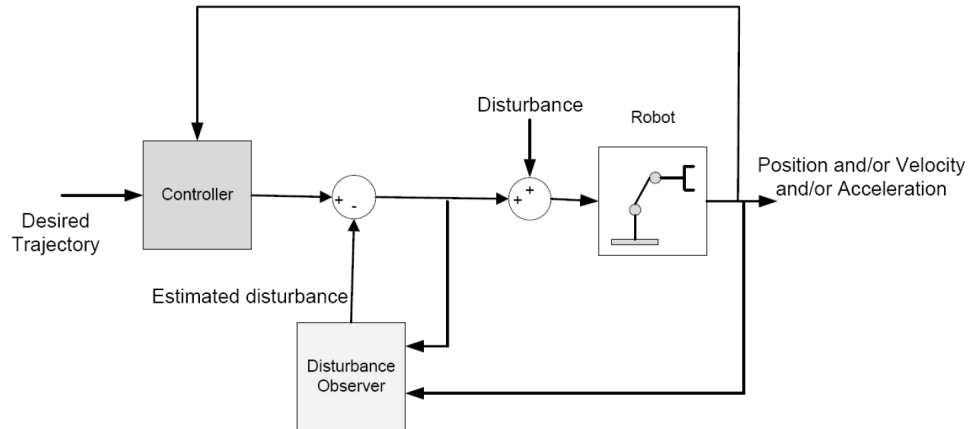 Disturbance
Robot
Position and/or Velocity
and/or Acceleration
Controller
+
-
+
+
Desired
Trajectory
Estimated disturbance
Disturbance
Observer